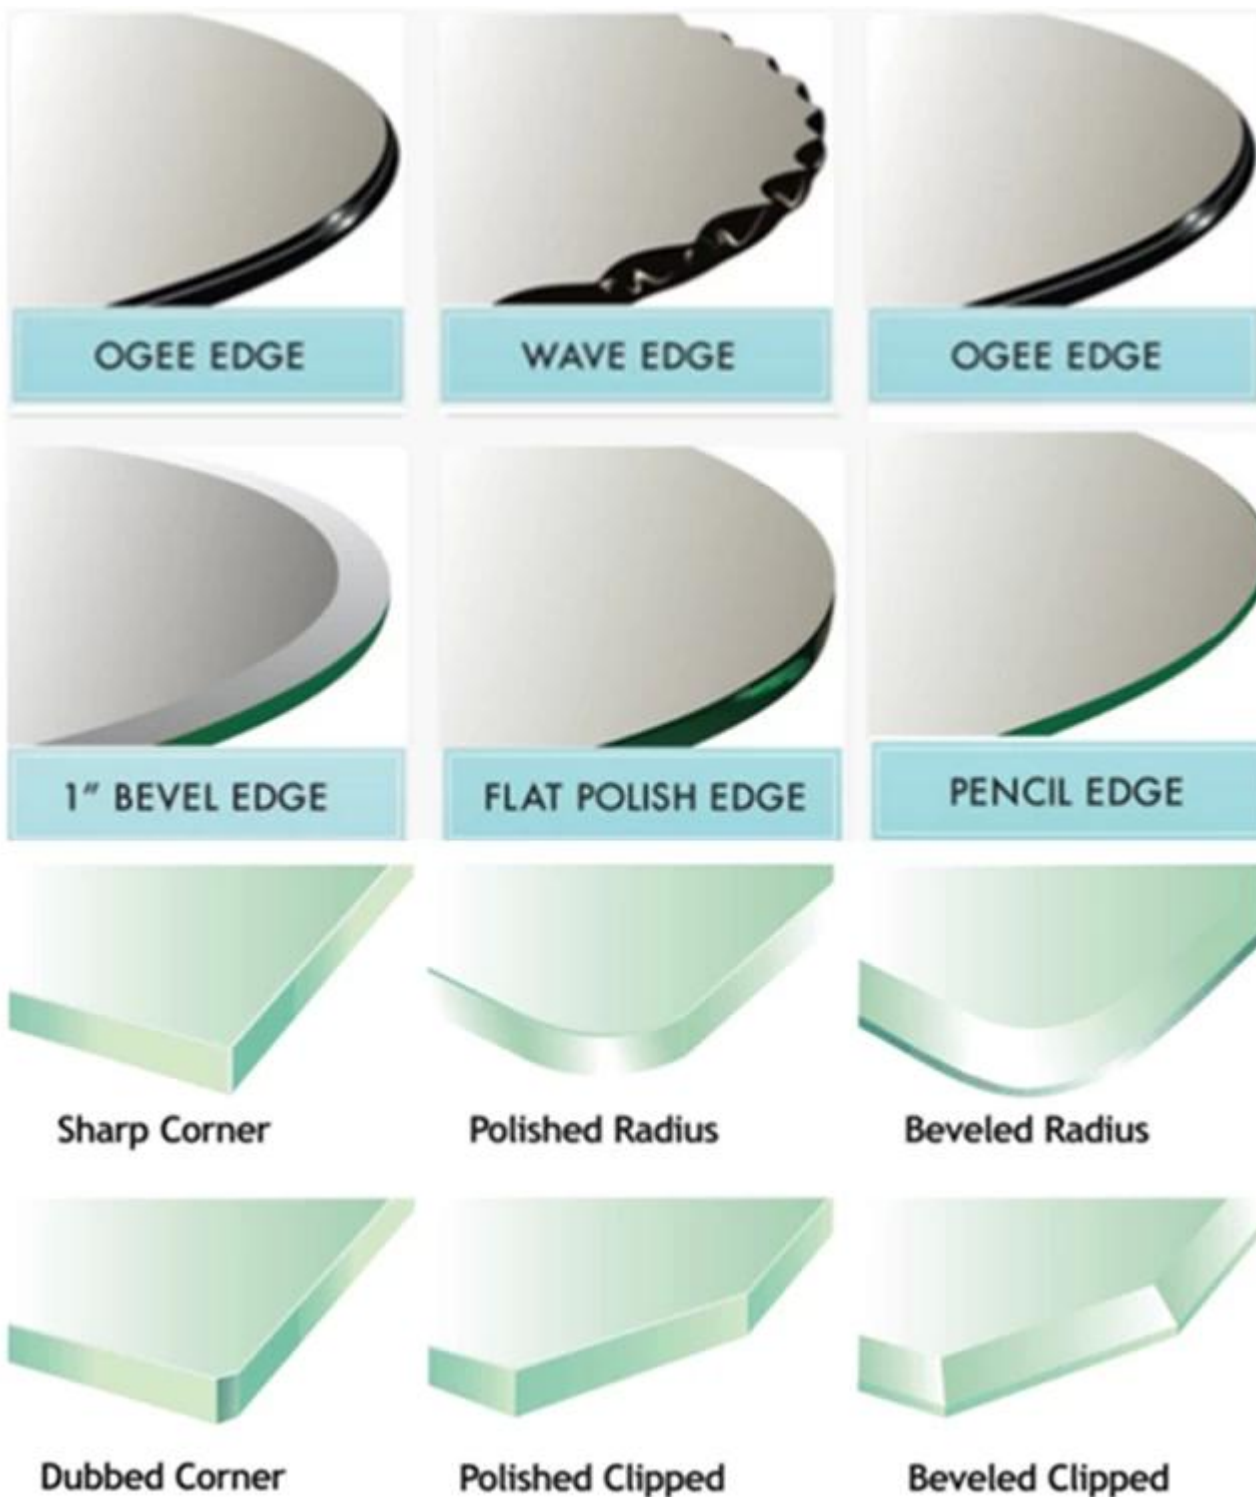 OGEE EDGE
WAVE EDGE
OGEE EDGE
1" BEVEL EDGE
FLAT POLISH EDGE
PENCIL EDGE
Sharp Corner
Polished Radius
Beveled Radius
Dubbed Corner
Polished Clipped
Beveled Clipped